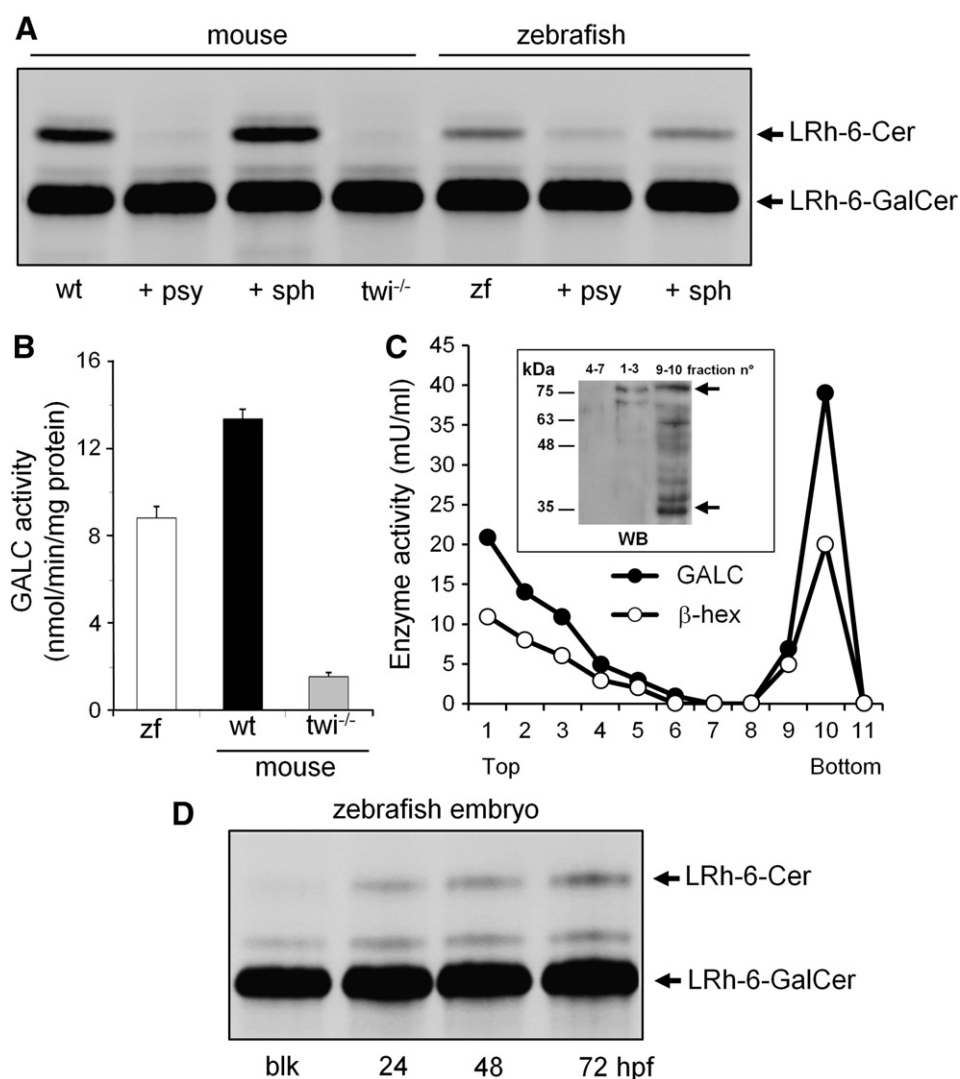 A
mouse zebrafish
LRh-6-Cer
LRh-6-GalCer
wt + psy + sph twi-/- zf + psy + sph
B
GALC activity
(nmol/min/mg protein)
16
12
8
4
0
zf wt twi-/-
mouse
C
Enzyme activity (mU/ml)
45
40
35
30
25
20
15
10
5
0
kDa 4-7 1-3 9-10 fraction n°
75
63
48
35
WB
GALC
β-hex
1 2 3 4 5 6 7 8 9 10 11
Top Bottom
D
zebrafish embryo
LRh-6-Cer
LRh-6-GalCer
blk 24 48 72 hpf